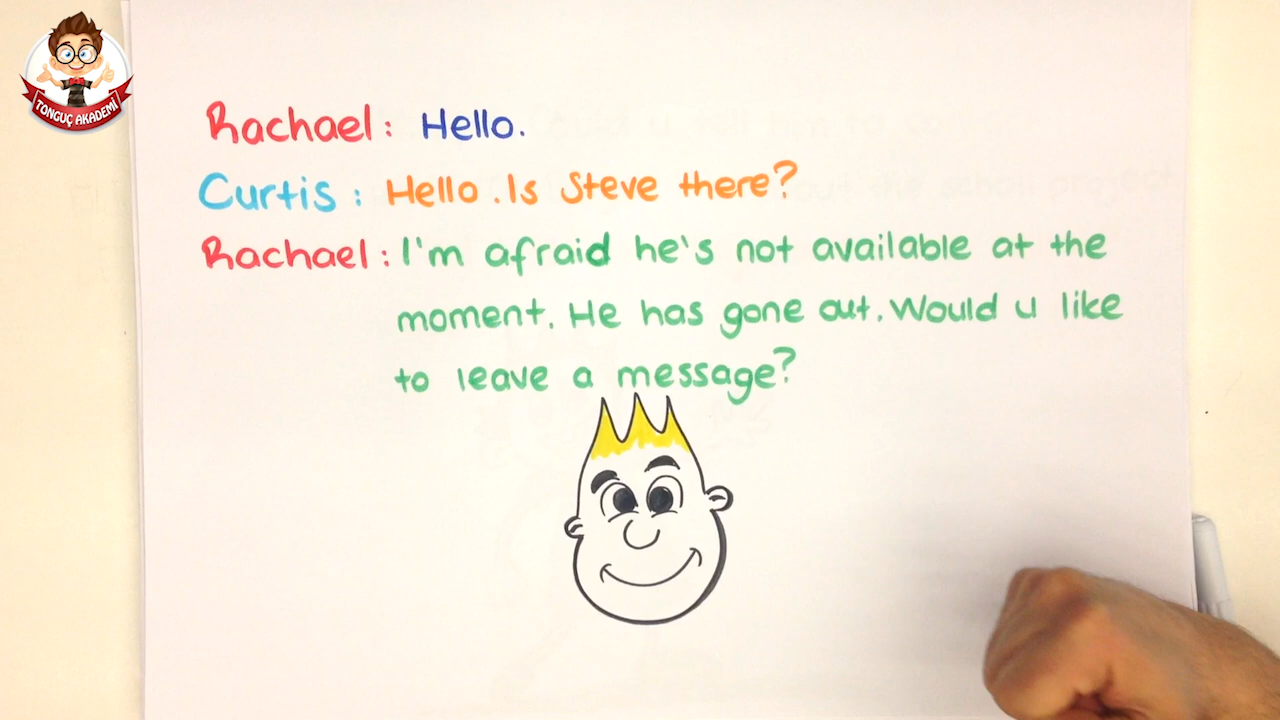 TONGUÇ AKADEMİ
Rachael: Hello.
Curtis: Hello. Is Steve there?
Rachael: I'm afraid he's not available at the
moment. He has gone out. Would u like
to leave a message?